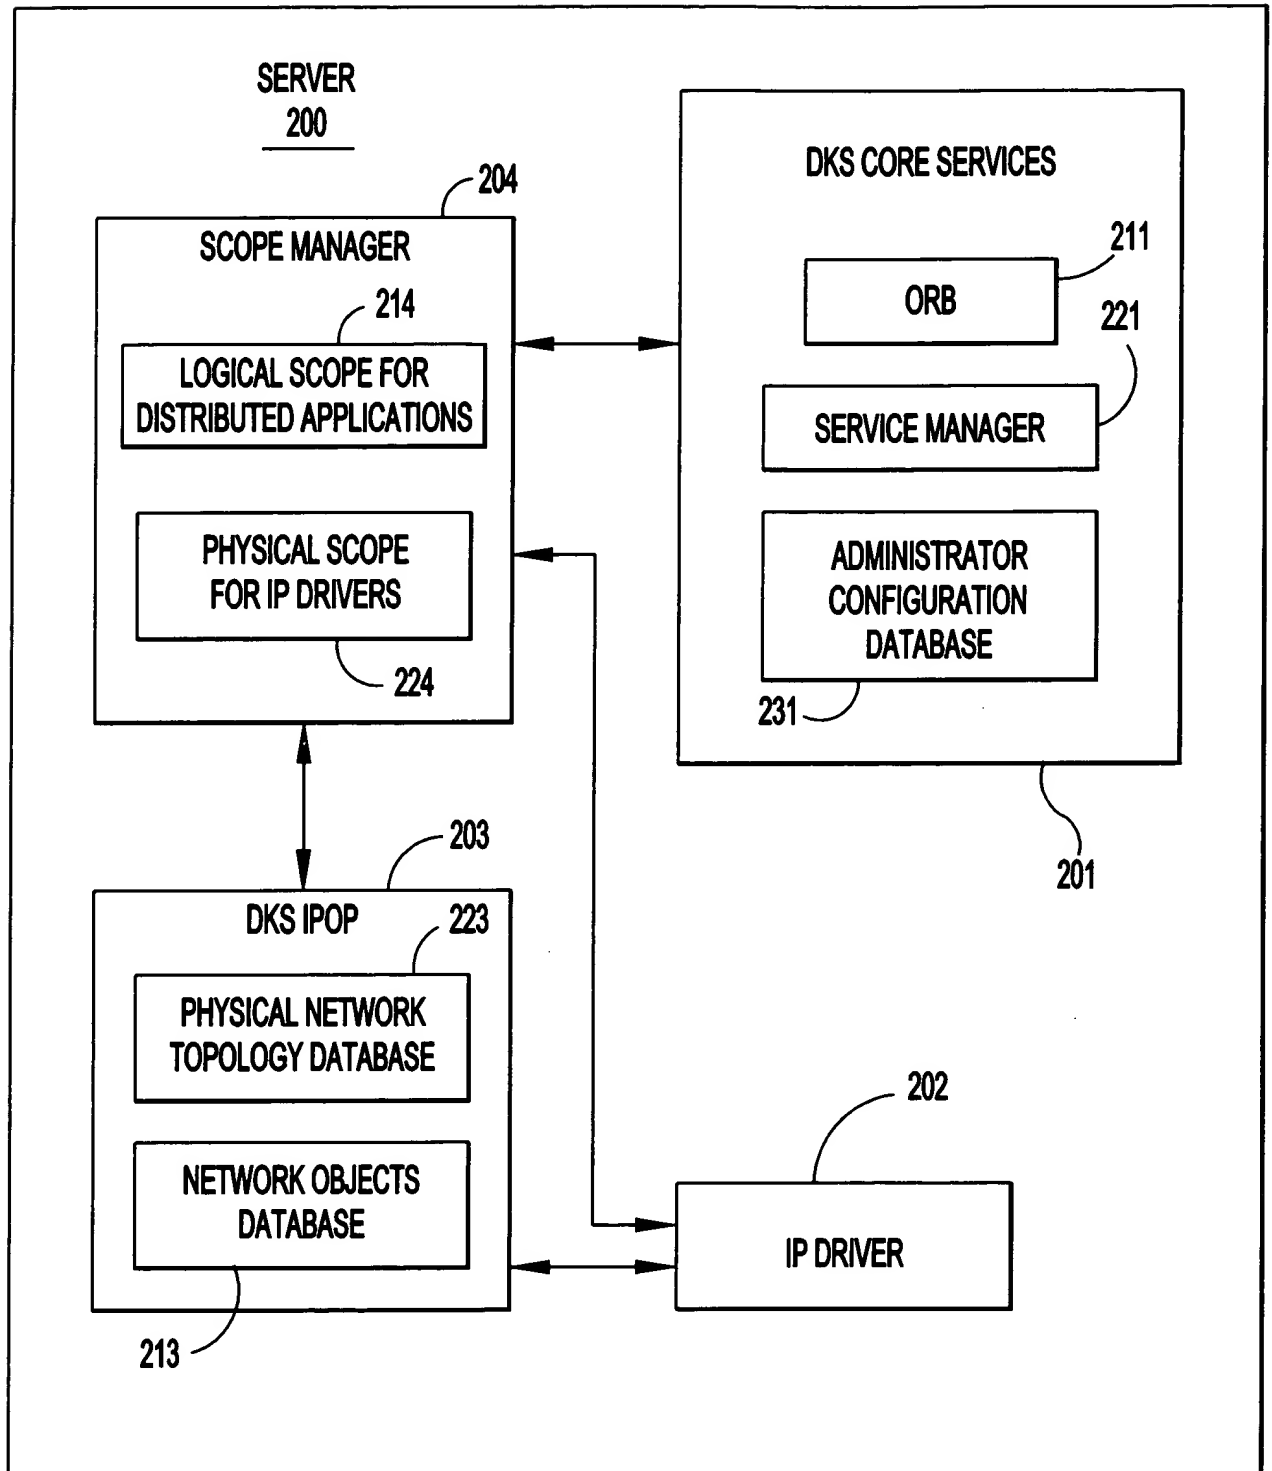 SERVER
200
204
SCOPE MANAGER
214
LOGICAL SCOPE FOR
DISTRIBUTED APPLICATIONS
PHYSICAL SCOPE
FOR IP DRIVERS
224
DKS CORE SERVICES
211
ORB
221
SERVICE MANAGER
ADMINISTRATOR
CONFIGURATION
DATABASE
231
201
203
DKS IPOP
223
PHYSICAL NETWORK
TOPOLOGY DATABASE
NETWORK OBJECTS
DATABASE
213
202
IP DRIVER